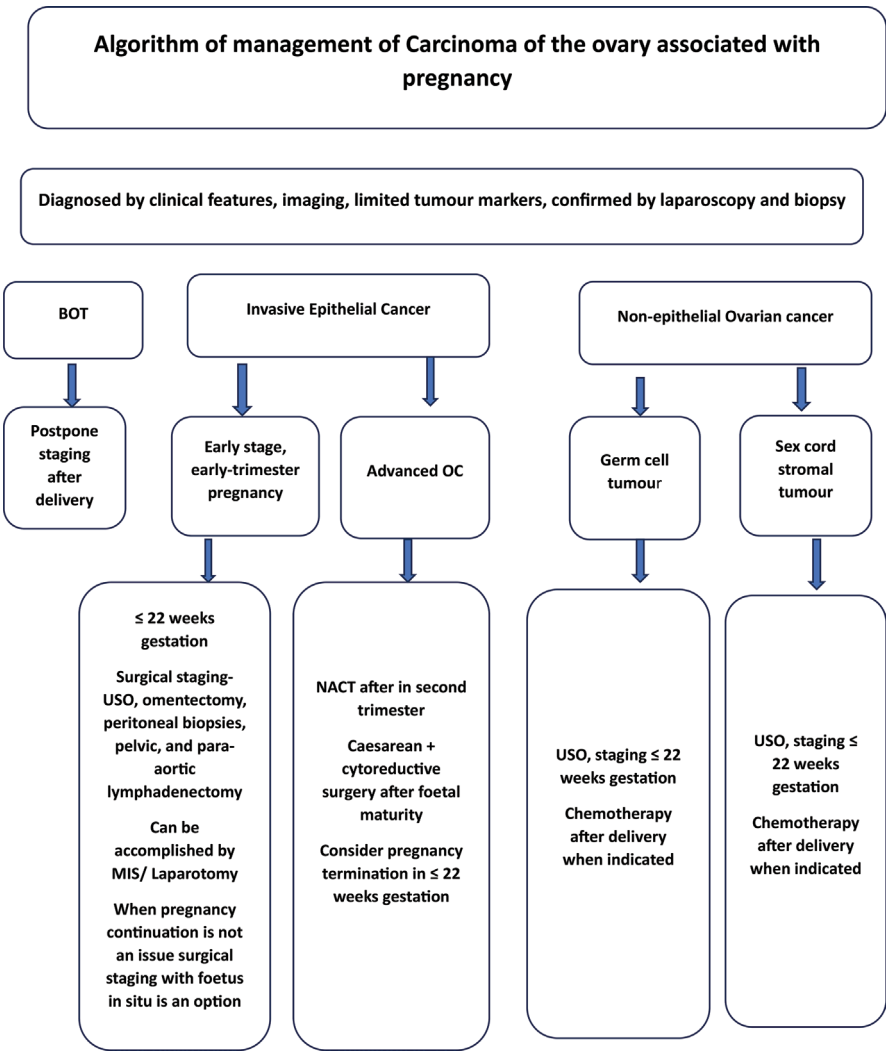 Algorithm of management of Carcinoma of the ovary associated with
pregnancy
Diagnosed by clinical features, imaging, limited tumour markers, confirmed by laparoscopy and biopsy
BOT
Invasive Epithelial Cancer
Non-epithelial Ovarian cancer
Postpone
staging
after
delivery
Early stage,
early-trimester
pregnancy
Advanced OC
Germ cell
tumour
Sex cord
stromal
tumour
≤ 22 weeks
gestation
Surgical staging-
USO, omentectomy,
peritoneal biopsies,
pelvic, and para-
aortic
lymphadenectomy
Can be
accomplished by
MIS/ Laparotomy
When pregnancy
continuation is not
an issue surgical
staging with foetus
in situ is an option
NACT after in second
trimester
Caesarean +
cytoreductive
surgery after foetal
maturity
Consider pregnancy
termination in ≤ 22
weeks gestation
USO, staging ≤ 22
weeks gestation
Chemotherapy
after delivery
when indicated
USO, staging ≤
22 weeks
gestation
Chemotherapy
after delivery
when indicated